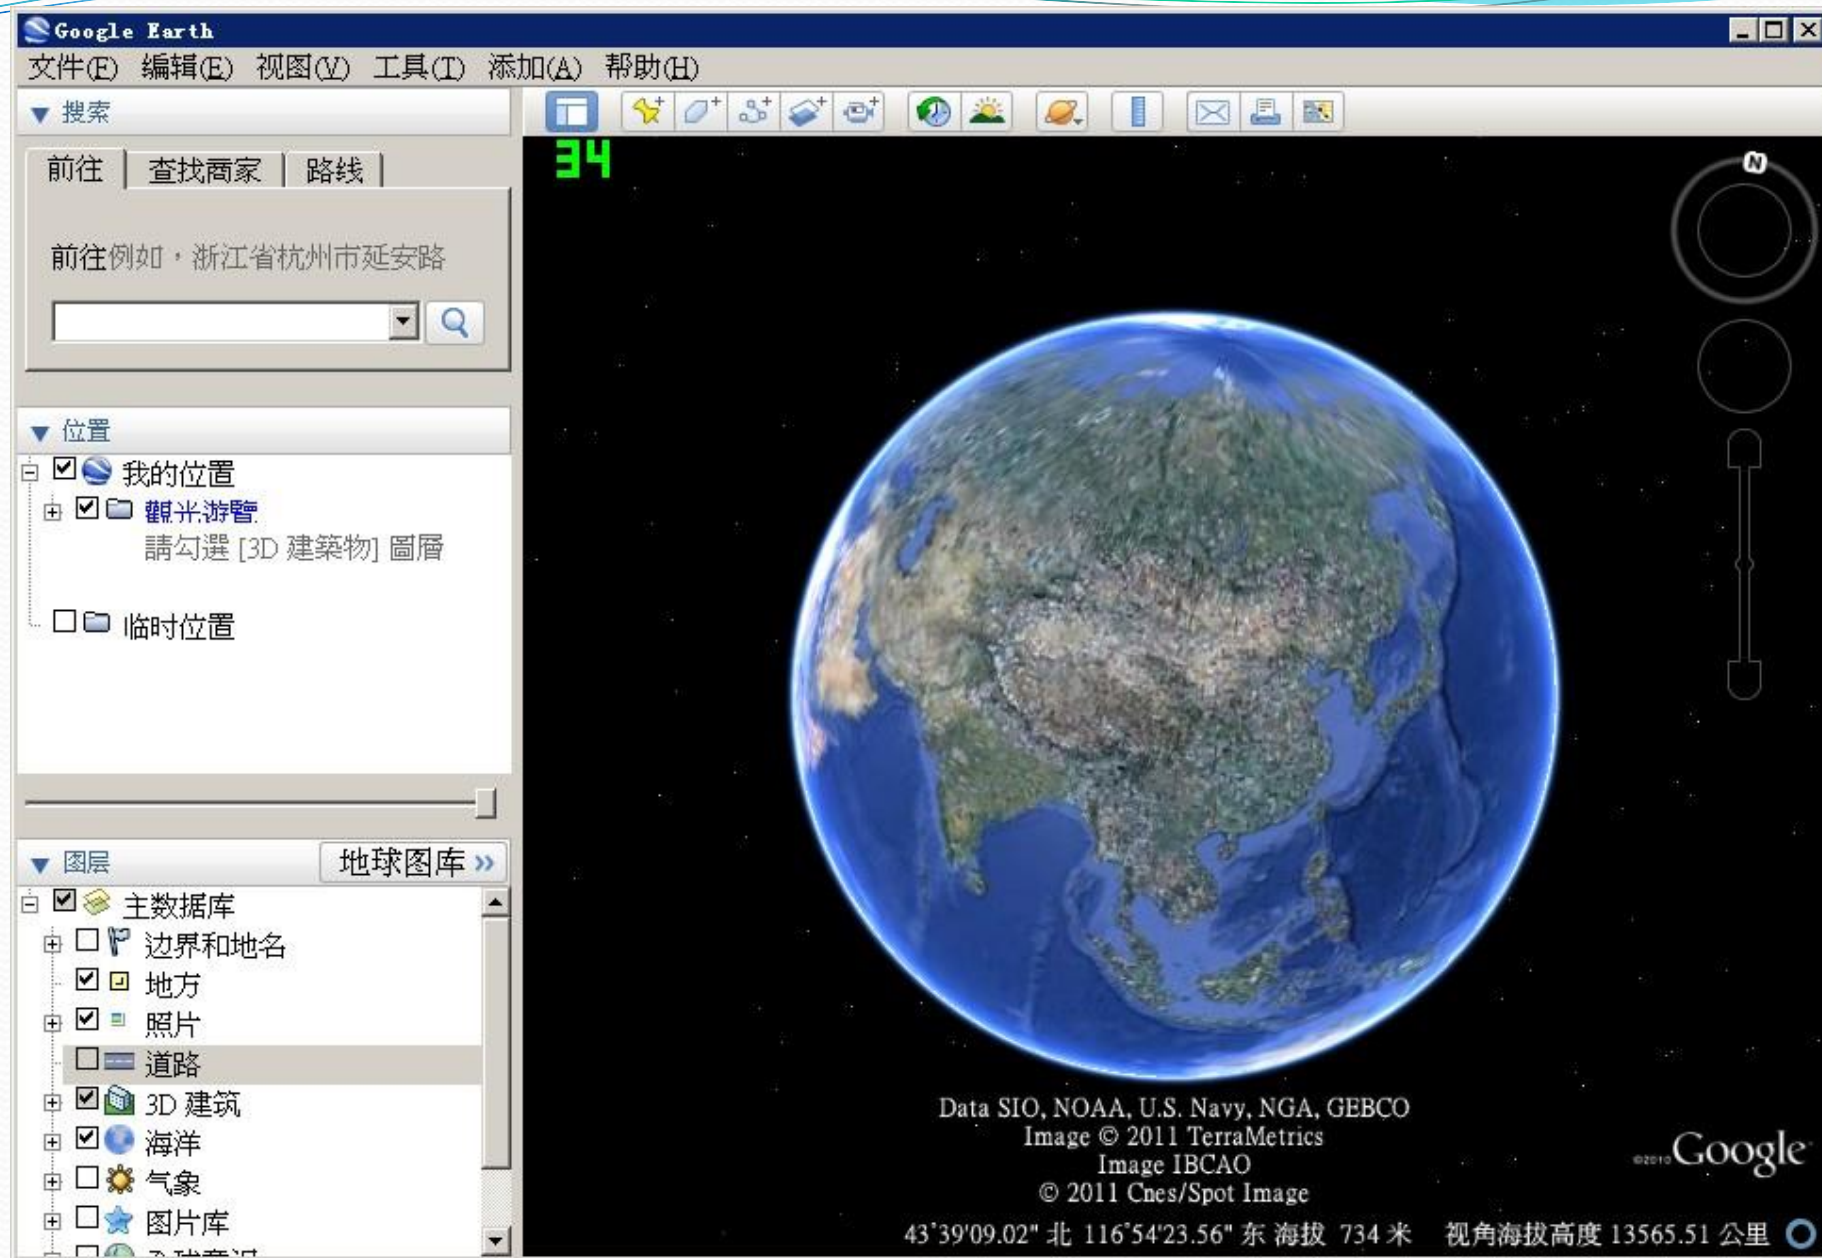 Google Earth
文件(F) 编辑(E) 视图(V) 工具(T) 添加(A) 帮助(H)
搜索
前往 查找商家 路线
前往例如，浙江省杭州市延安路
位置
我的位置
觀光游覽
請勾選 [3D 建築物] 圖層
临时位置
图层 地球图库 »
主数据库
边界和地名
地方
照片
道路
3D 建筑
海洋
气象
图片库
34
N
Data SIO, NOAA, U.S. Navy, NGA, GEBCO
Image © 2011 TerraMetrics
Image IBCAO
© 2011 Cnes/Spot Image
©2010 Google
43°39'09.02" 北 116°54'23.56" 东 海拔 734 米 视角海拔高度 13565.51 公里